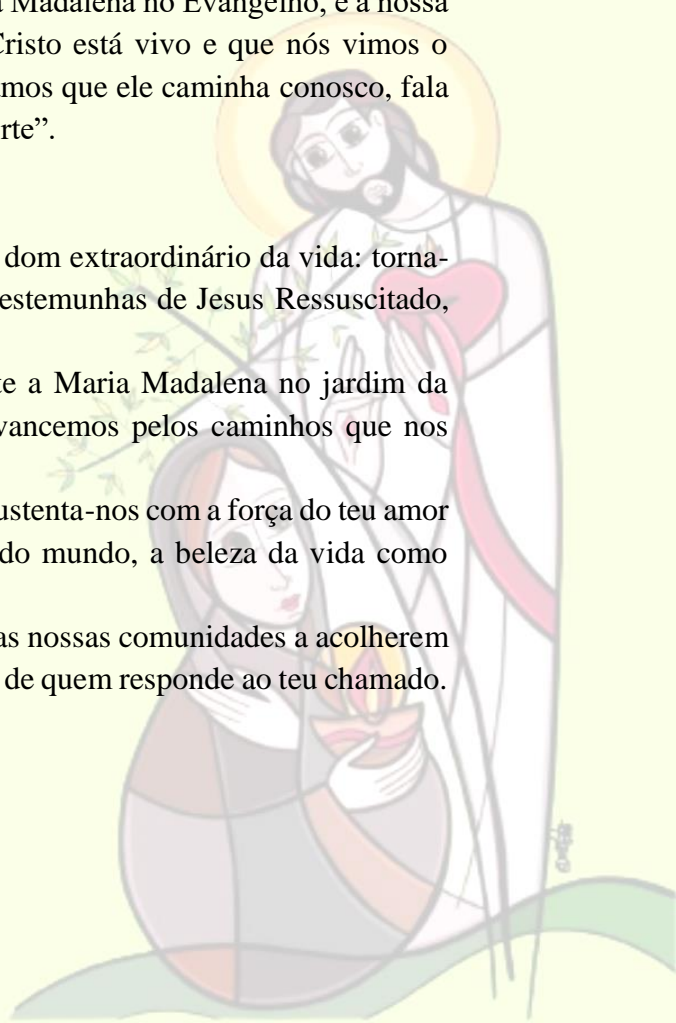 Madalena no Evangelho, é a nossa
Cristo está vivo e que nós vimos o
mos que ele caminha conosco, fala
rte”.
dom extraordinário da vida: torna-
estemunhas de Jesus Ressuscitado,
te a Maria Madalena no jardim da
vancemos pelos caminhos que nos
ustenta-nos com a força do teu amor
do mundo, a beleza da vida como
as nossas comunidades a acolherem
de quem responde ao teu chamado.